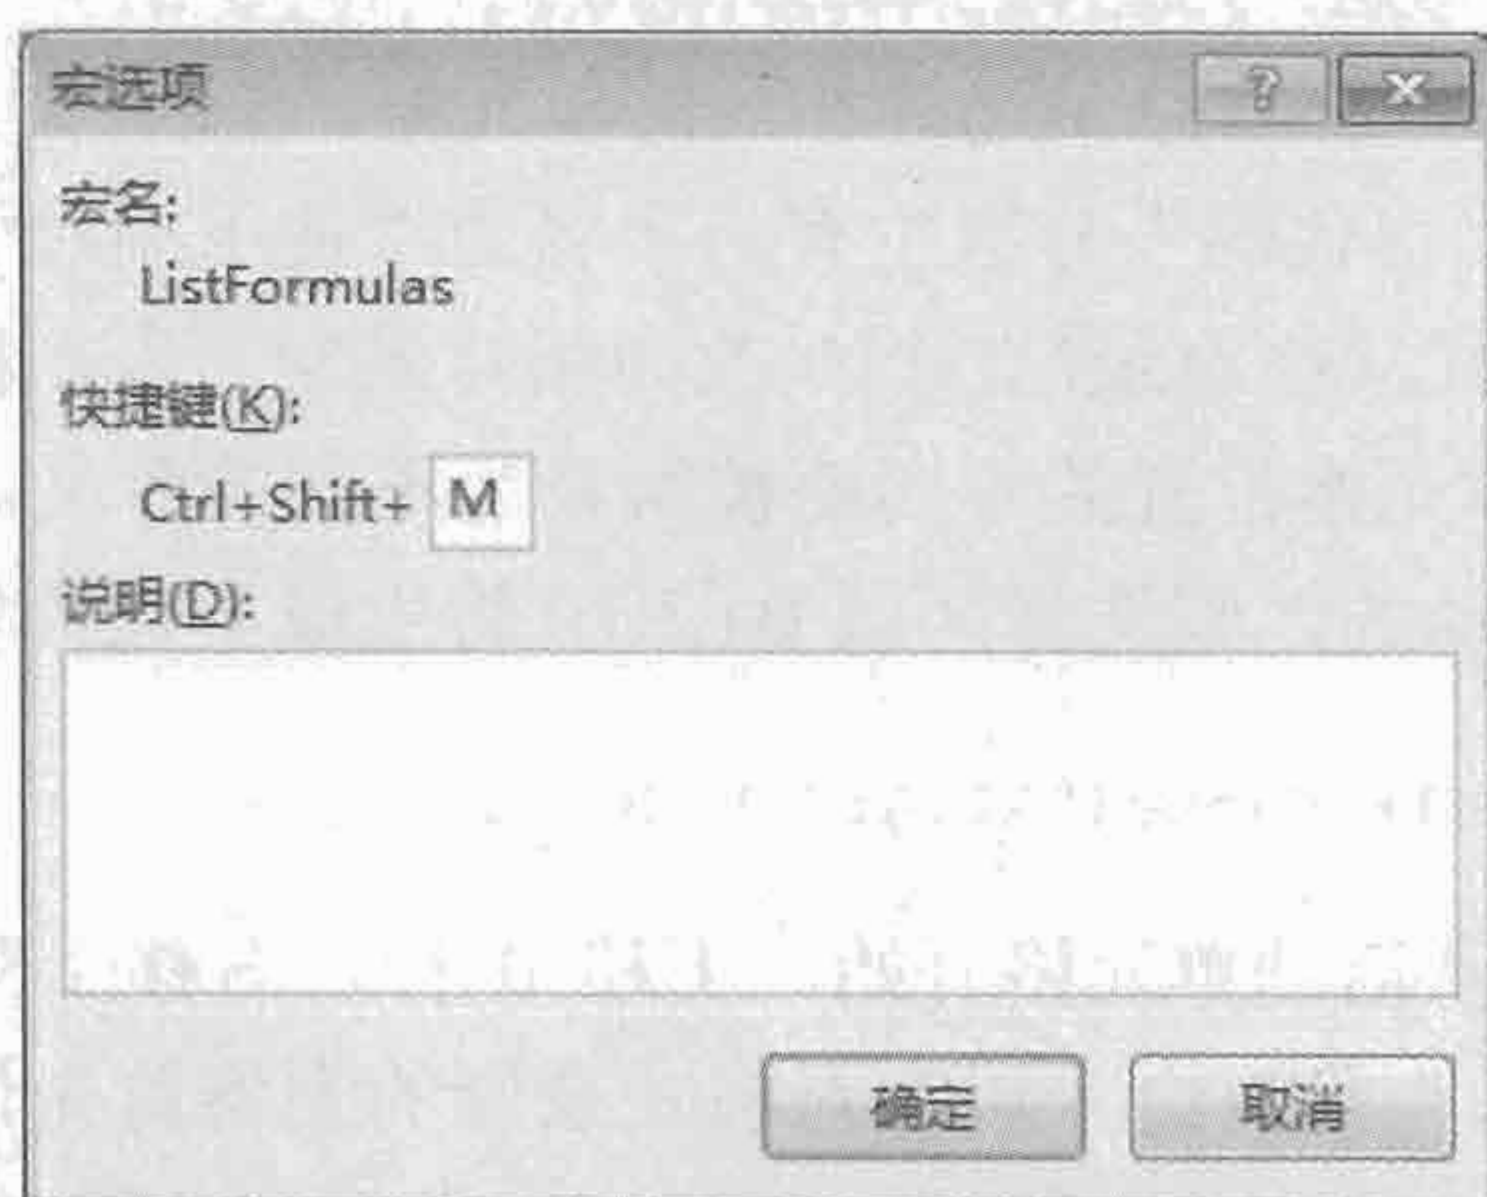 宏选项
宏名:
ListFormulas
快捷键(K):
Ctrl+Shift+ M
说明(D):
确定 取消